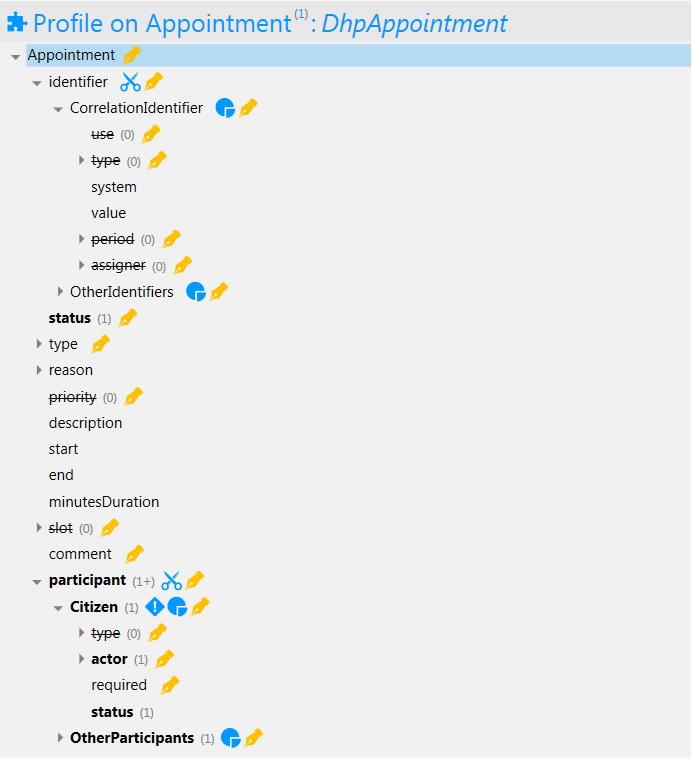 Profile on Appointment(1): DhpAppointment
Appointment
identifier
CorrelationIdentifier
use (0)
type (0)
system
value
period (0)
assigner (0)
OtherIdentifiers
status (1)
type
reason
priority (0)
description
start
end
minutesDuration
slot (0)
comment
participant (1+)
Citizen (1)
type (0)
actor (1)
required
status (1)
OtherParticipants (1)